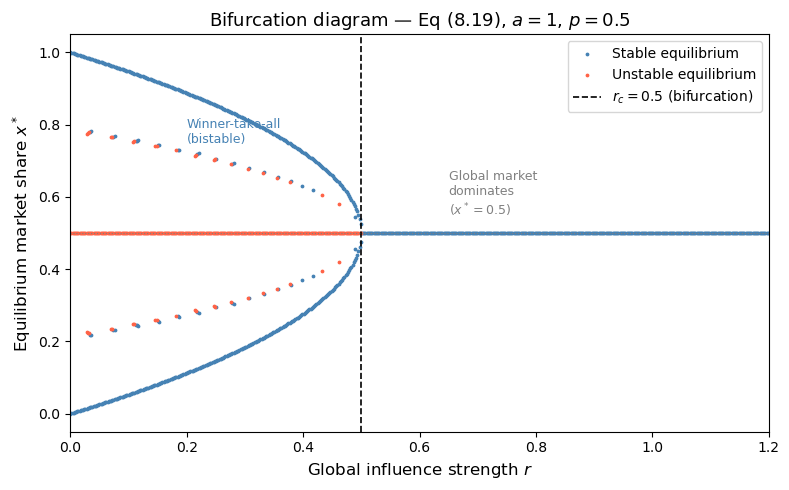 Bifurcation diagram — Eq (8.19), a = 1, p = 0.5
Equilibrium market share x*
1.0
0.8
0.6
0.4
0.2
0.0
Stable equilibrium
Unstable equilibrium
r_c = 0.5 (bifurcation)
Winner-take-all
(bistable)
Global market
dominates
(x* = 0.5)
0.0 0.2 0.4 0.6 0.8 1.0 1.2
Global influence strength r